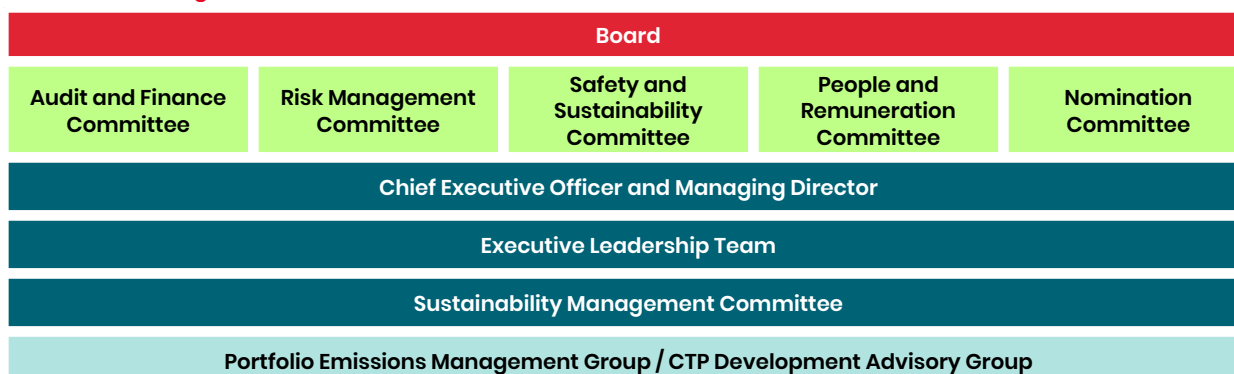 Board
Audit and Finance
Committee
Risk Management
Committee
Safety and
Sustainability
Committee
People and
Remuneration
Committee
Nomination
Committee
Chief Executive Officer and Managing Director
Executive Leadership Team
Sustainability Management Committee
Portfolio Emissions Management Group / CTP Development Advisory Group